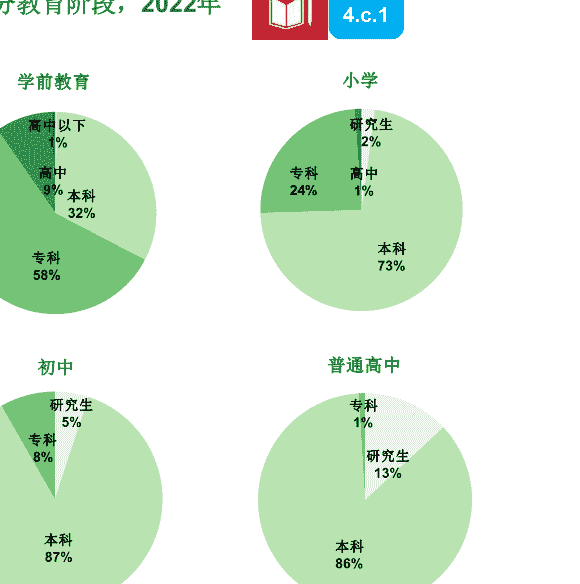 分教育阶段，2022年
4.c.1
学前教育
小学
高中以下
1%
高中
9%
本科
32%
专科
58%
研究生
2%
专科
24%
高中
1%
本科
73%
初中
普通高中
研究生
5%
专科
8%
本科
87%
专科
1%
研究生
13%
本科
86%